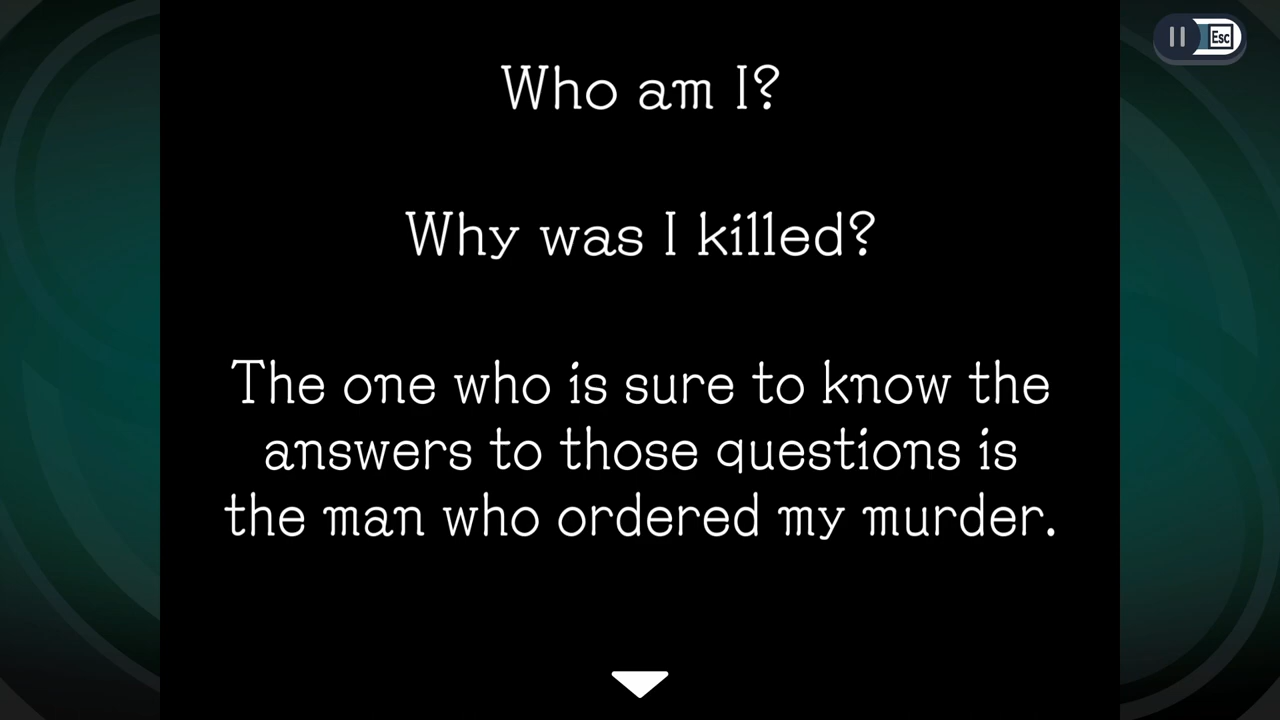 Esc
Who am I?
Why was I killed?
The one who is sure to know the
answers to those questions is
the man who ordered my murder.